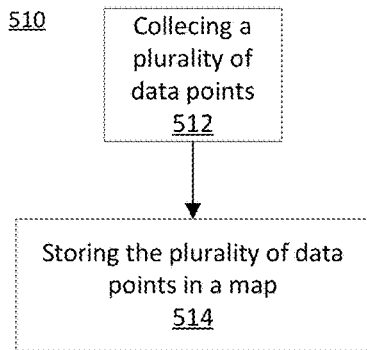 510
Collecing a
plurality of
data points
512
Storing the plurality of data
points in a map
514